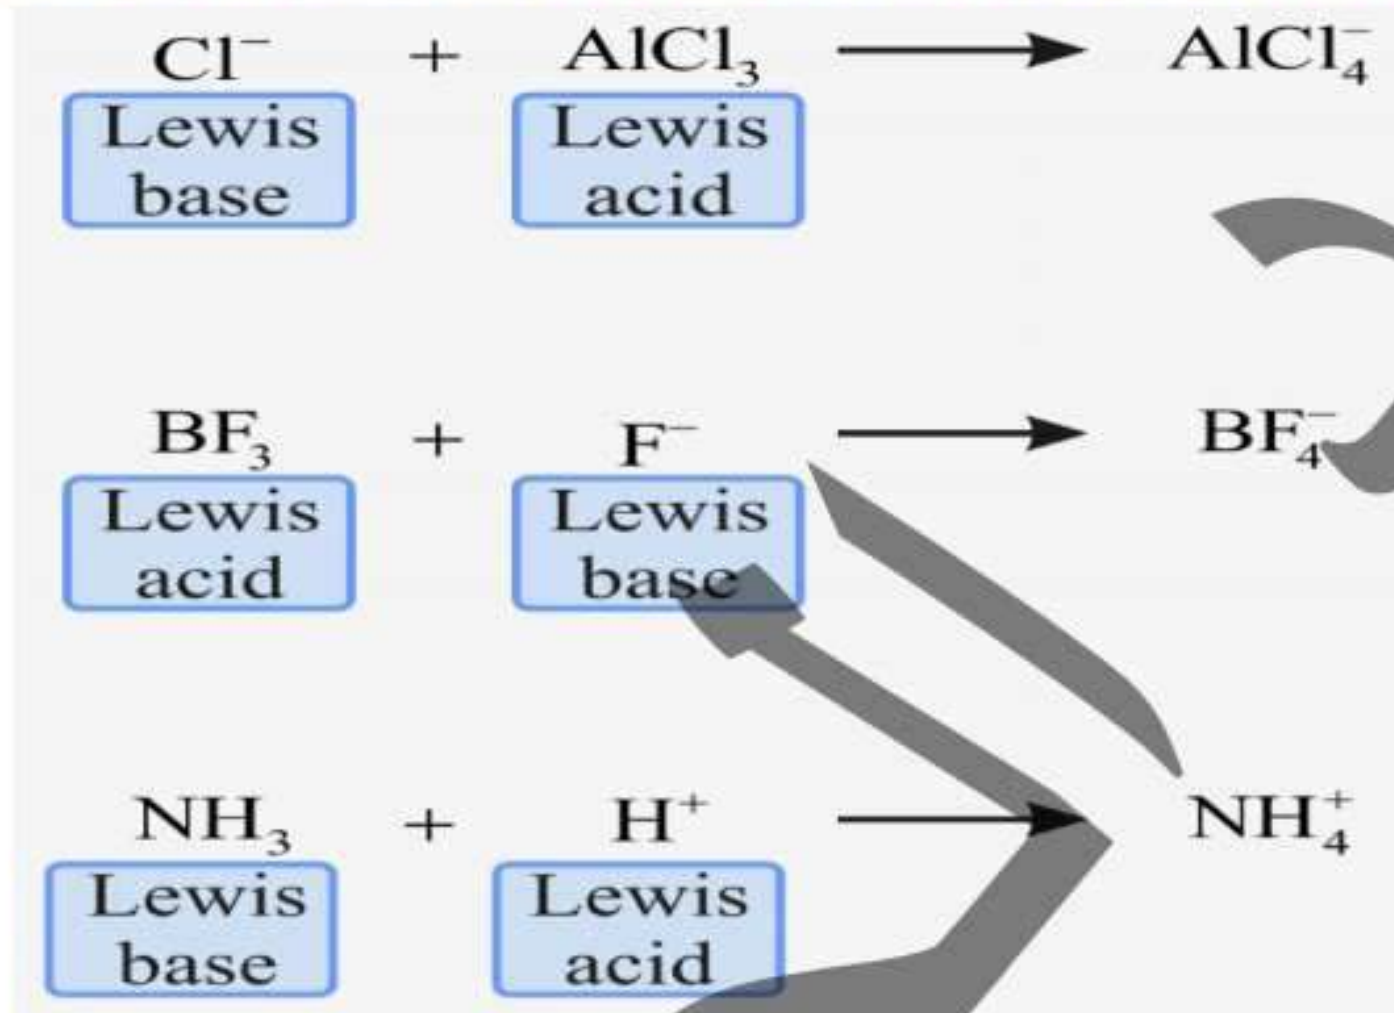 Cl⁻ + AlCl₃ ⟶ AlCl₄⁻
Lewis base Lewis acid
BF₃ + F⁻ ⟶ BF₄⁻
Lewis acid Lewis base
NH₃ + H⁺ ⟶ NH₄⁺
Lewis base Lewis acid